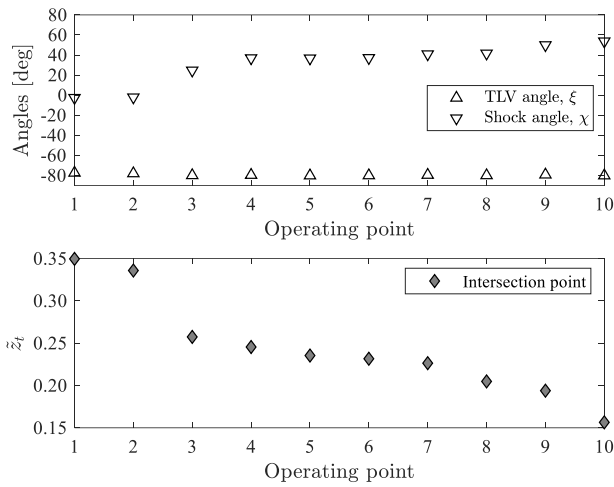 80
60
40
20
0
-20
-40
-60
-80
Angles [deg]
TLV angle, ξ
Shock angle, χ
1 2 3 4 5 6 7 8 9 10
Operating point
0.35
0.30
0.25
0.20
0.15
z̃_t
Intersection point
1 2 3 4 5 6 7 8 9 10
Operating point